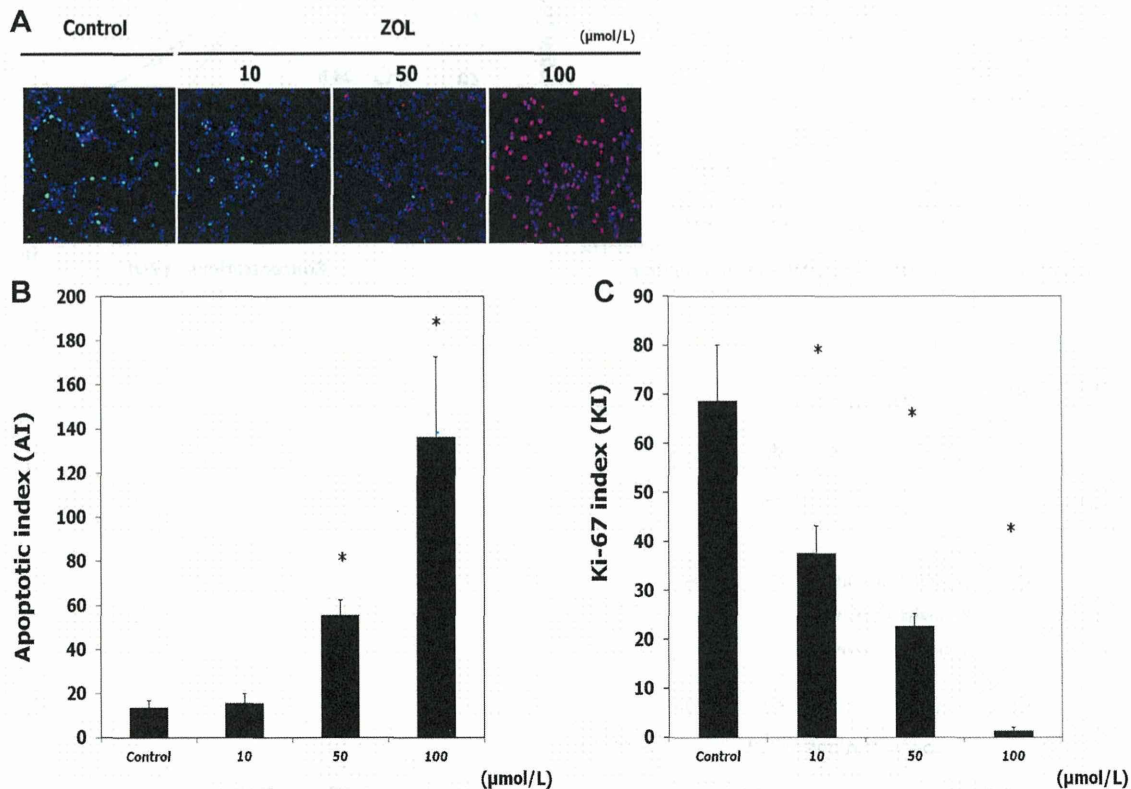 A
Control ZOL (μmol/L)
10 50 100
B
200
180
160
140
120
100
80
60
40
20
0
Apoptotic index (AI)
*
*
Control 10 50 100
(μmol/L)
C
90
80
70
60
50
40
30
20
10
0
Ki-67 index (KI)
*
*
*
Control 10 50 100
(μmol/L)